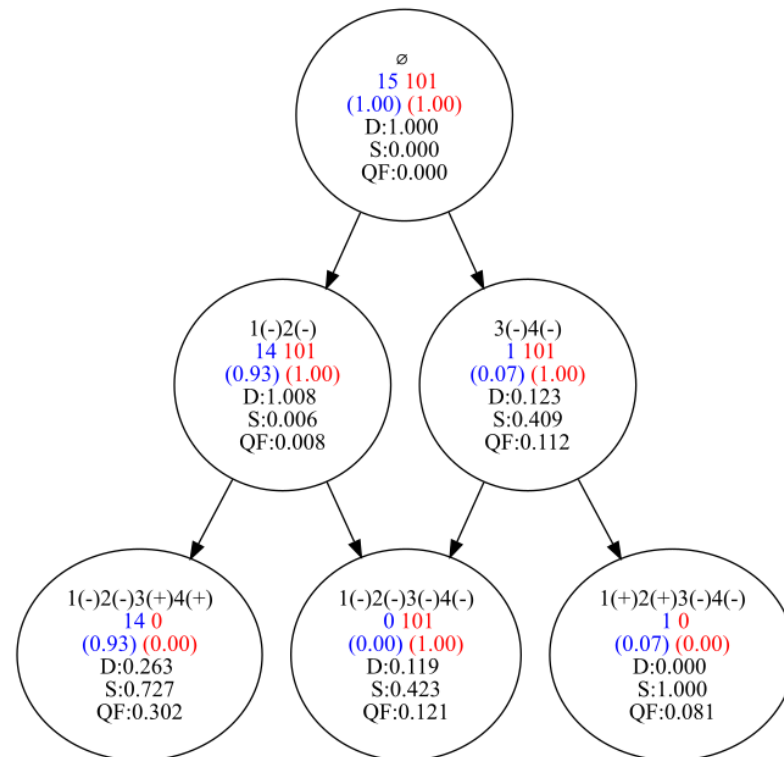 ∅
15 101
(1.00) (1.00)
D:1.000
S:0.000
QF:0.000
1(-)2(-)
14 101
(0.93) (1.00)
D:1.008
S:0.006
QF:0.008
3(-)4(-)
1 101
(0.07) (1.00)
D:0.123
S:0.409
QF:0.112
1(-)2(-)3(+)4(+)
14 0
(0.93) (0.00)
D:0.263
S:0.727
QF:0.302
1(-)2(-)3(-)4(-)
0 101
(0.00) (1.00)
D:0.119
S:0.423
QF:0.121
1(+)2(+)3(-)4(-)
1 0
(0.07) (0.00)
D:0.000
S:1.000
QF:0.081